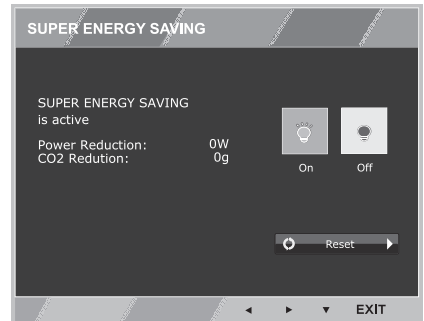 SUPER ENERGY SAVING
SUPER ENERGY SAVING
is active
Power Reduction: 0W
CO2 Redution: 0g
On Off
Reset
EXIT